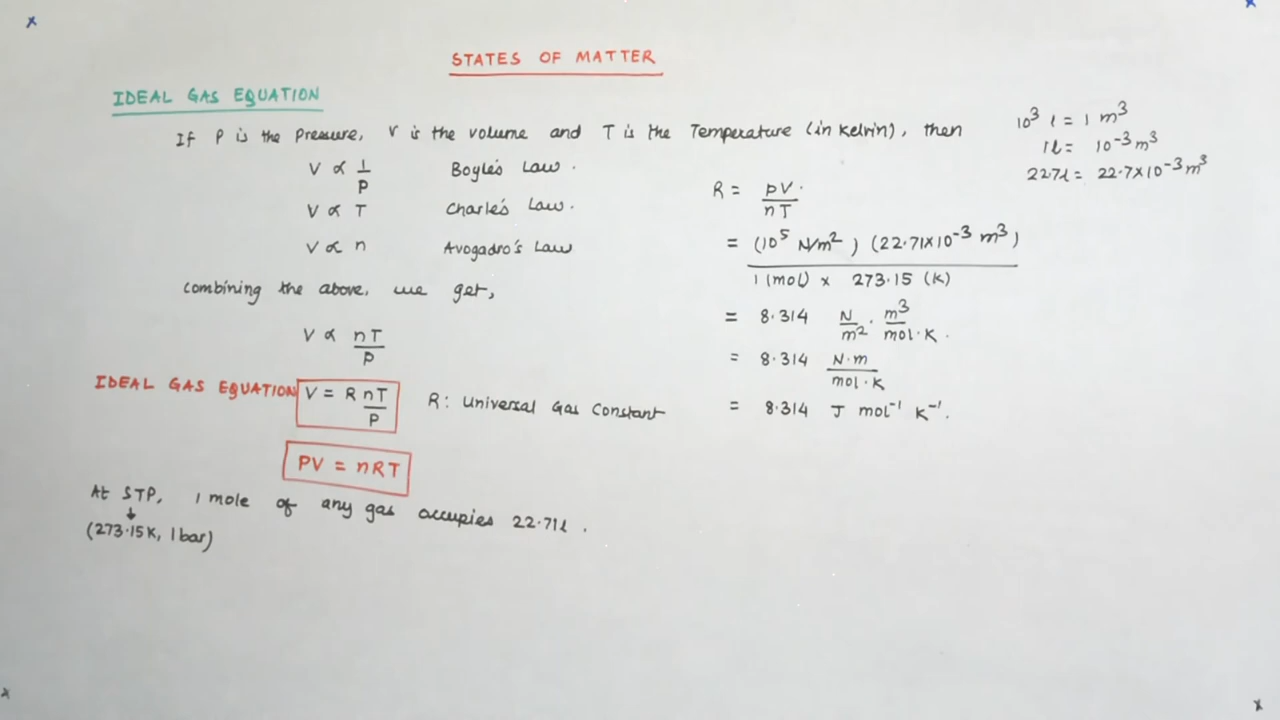 STATES OF MATTER
IDEAL GAS EQUATION
If P is the Pressure, V is the volume and T is the Temperature (in Kelvin), then
V ∝ 1/P Boyle's Law.
V ∝ T Charle's Law.
V ∝ n Avogadro's Law
combining the above, we get,
V ∝ nT/P
IDEAL GAS EQUATION V = R nT/P R: Universal Gas Constant
PV = nRT
At STP, 1 mole of any gas occupies 22.71l.
↓
(273.15K, 1 bar)
R = pV./nT
= (10⁵ N/m²) (22.71×10⁻³ m³) / 1 (mol) × 273.15 (K)
= 8.314 N/m² · m³/mol·K.
= 8.314 N·m/mol·K
= 8.314 J mol⁻¹ K⁻¹.
10³ l = 1 m³
1l = 10⁻³ m³
22.7l = 22.7×10⁻³ m³